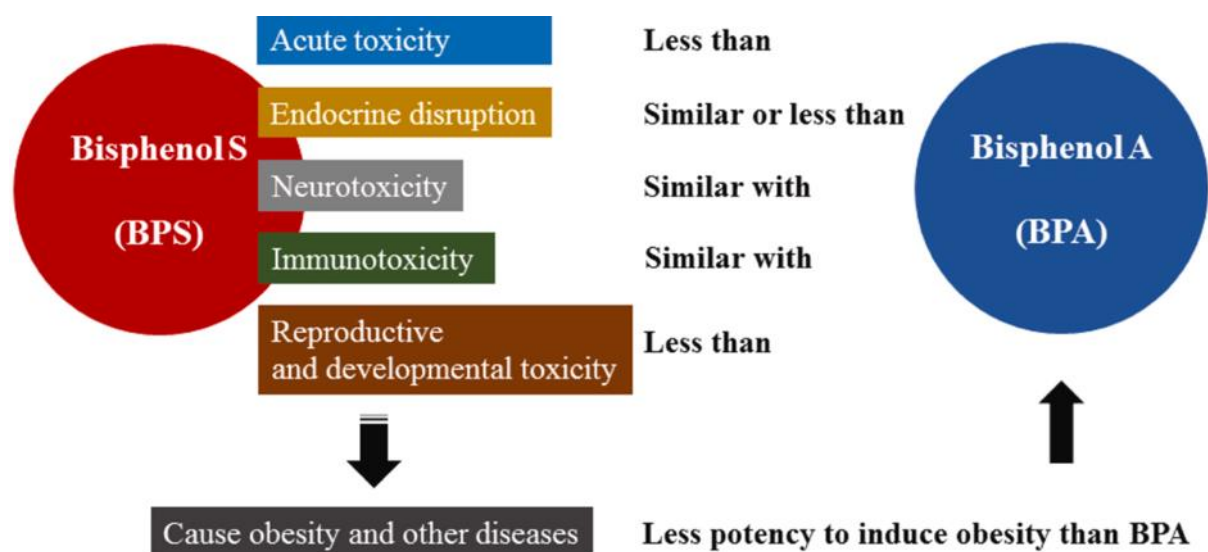 Acute toxicity Less than
Endocrine disruption Similar or less than
Bisphenol S
(BPS)
Bisphenol A
(BPA)
Neurotoxicity Similar with
Immunotoxicity Similar with
Reproductive
and developmental toxicity
Less than
Cause obesity and other diseases Less potency to induce obesity than BPA